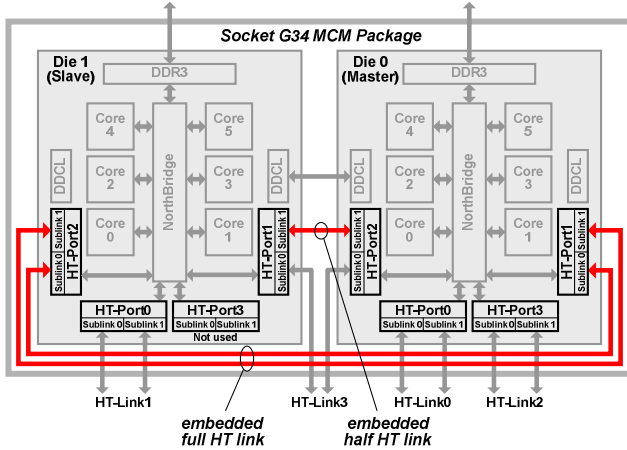 Socket G34 MCM Package
Die 1
(Slave)
DDR3
Core
4
Core
5
Core
2
Core
3
Core
0
Core
1
NorthBridge
DDCL
DDCL
HT-Port2
Sublink 0
Sublink 1
HT-Port1
Sublink 0
Sublink 1
HT-Port0
Sublink 0
Sublink 1
HT-Port3
Sublink 0
Sublink 1
Not used
Die 0
(Master)
DDR3
Core
4
Core
5
Core
2
Core
3
Core
0
Core
1
NorthBridge
DDCL
DDCL
HT-Port2
Sublink 0
Sublink 1
HT-Port1
Sublink 0
Sublink 1
HT-Port0
Sublink 0
Sublink 1
HT-Port3
Sublink 0
Sublink 1
HT-Link1
HT-Link3
HT-Link0
HT-Link2
embedded
full HT link
embedded
half HT link